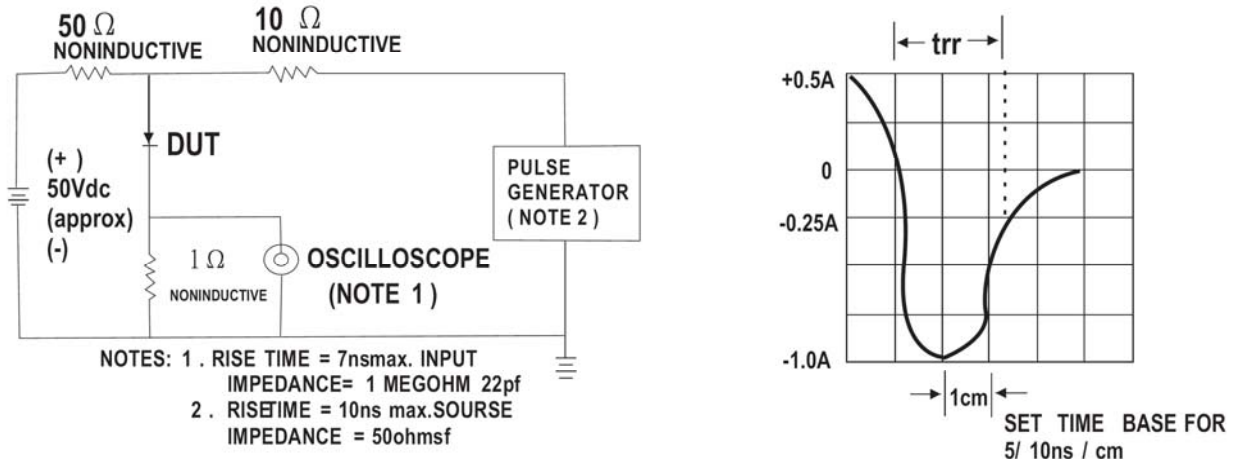 50 Ω
NONINDUCTIVE
10 Ω
NONINDUCTIVE
DUT
(+ )
50Vdc
(approx)
(-)
1 Ω
NONINDUCTIVE
OSCILLOSCOPE
(NOTE 1 )
PULSE
GENERATOR
( NOTE 2 )
NOTES: 1 . RISE TIME = 7nsmax. INPUT
IMPEDANCE= 1 MEGOHM 22pf
2 . RISETIME = 10ns max.SOURSE
IMPEDANCE = 50ohmsf
trr
+0.5A
0
-0.25A
-1.0A
1cm
SET TIME BASE FOR
5/ 10ns / cm